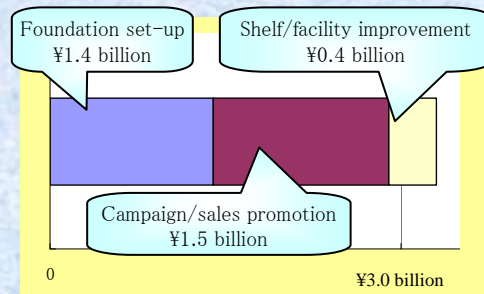 Foundation set-up
¥1.4 billion
Shelf/facility improvement
¥0.4 billion
Campaign/sales promotion
¥1.5 billion
0
¥3.0 billion